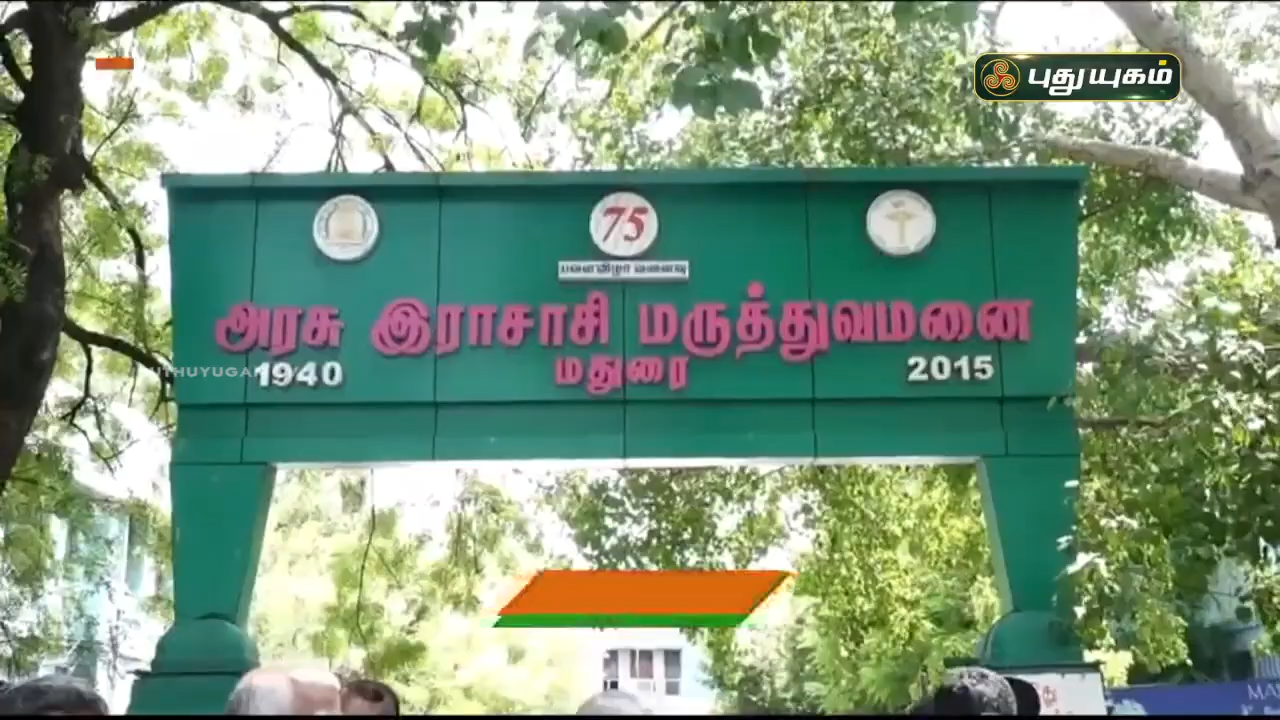 புதுயுகம்
75
பவளவிழா வளைவு
அரசு இராசாசி மருத்துவமனை
1940 மதுரை 2015